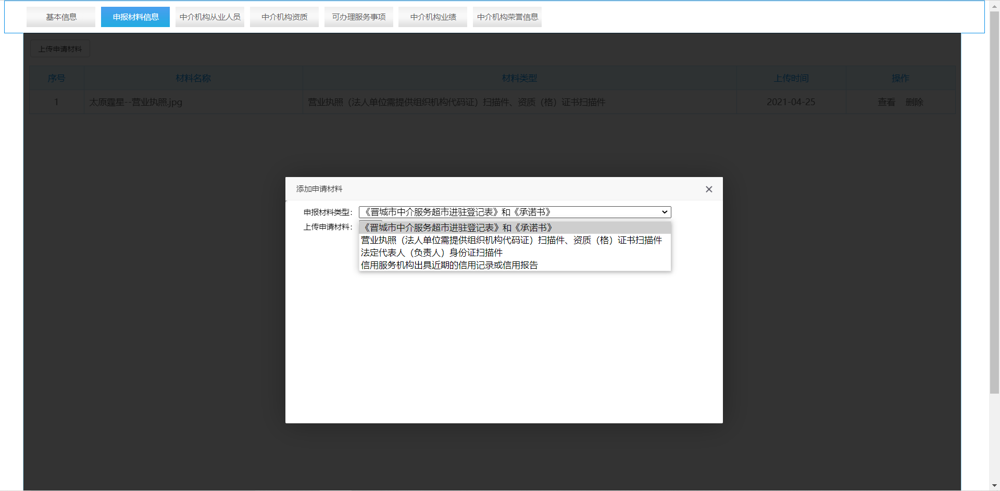 基本信息 申报材料信息 中介机构从业人员 中介机构资质 可办理服务事项 中介机构业绩 中介机构荣誉信息
上传申请材料
序号 材料名称 材料类型 上传时间 操作
1 太原霆星--营业执照.jpg 营业执照（法人单位需提供组织机构代码证）扫描件、资质（格）证书扫描件 2021-04-25 查看 删除
添加申请材料
申报材料类型： 《晋城市中介服务超市进驻登记表》和《承诺书》
上传申请材料：
《晋城市中介服务超市进驻登记表》和《承诺书》
营业执照（法人单位需提供组织机构代码证）扫描件、资质（格）证书扫描件
法定代表人（负责人）身份证扫描件
信用服务机构出具近期的信用记录或信用报告